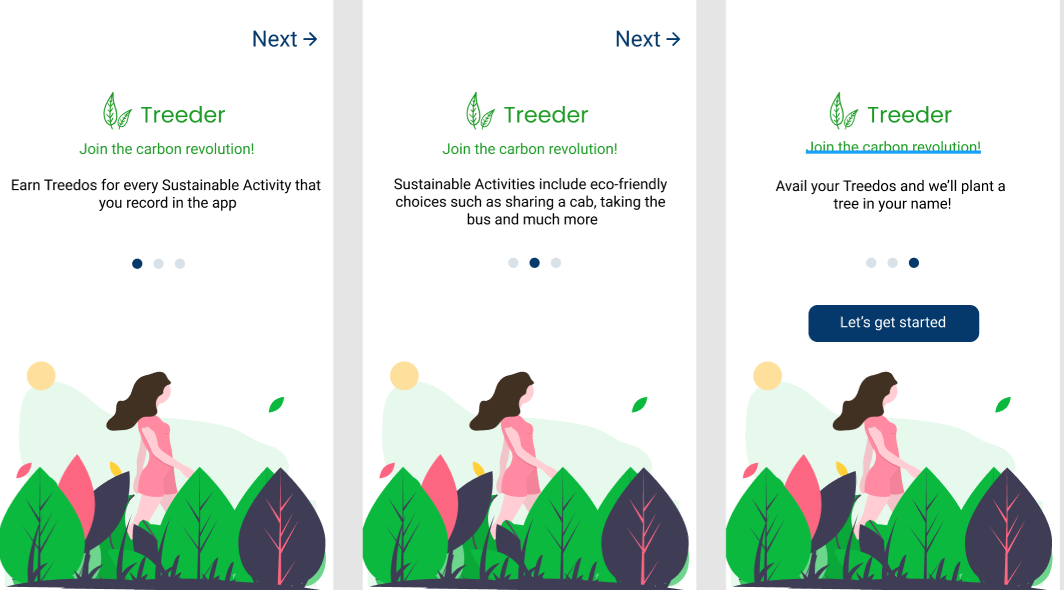 Next →
Treeder
Join the carbon revolution!
Earn Treedos for every Sustainable Activity that
you record in the app
Next →
Treeder
Join the carbon revolution!
Sustainable Activities include eco-friendly
choices such as sharing a cab, taking the
bus and much more
Treeder
Join the carbon revolution!
Avail your Treedos and we'll plant a
tree in your name!
Let's get started